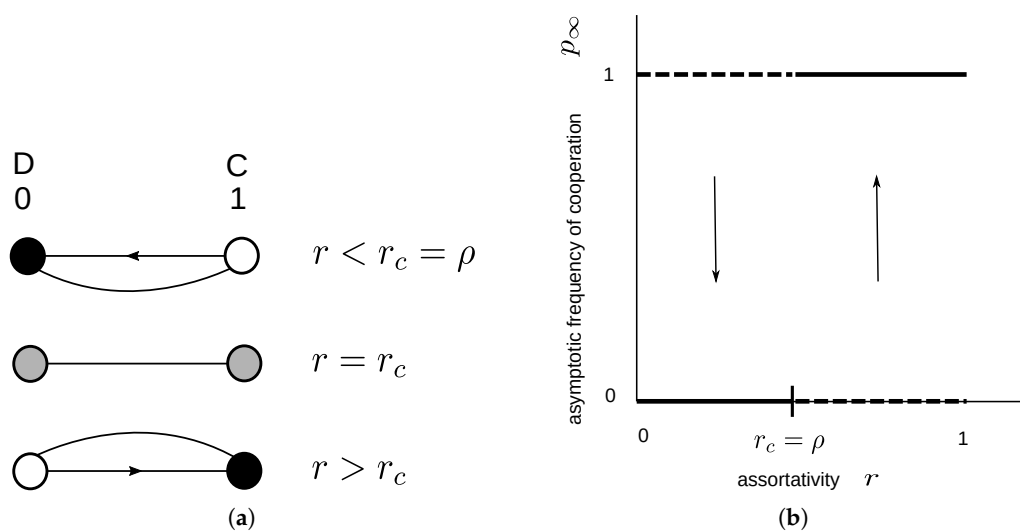 D C
0 1
r < r_c = ρ
r = r_c
r > r_c
(a)
p_∞
asymptotic frequency of cooperation
1
0
0 r_c = ρ 1
assortativity r
(b)